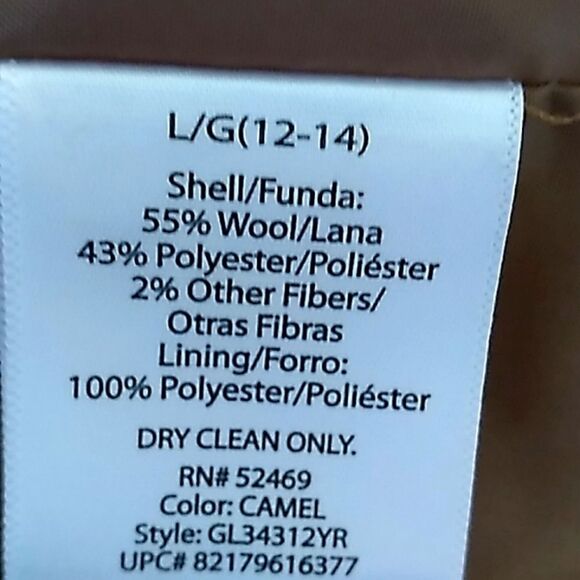 L/G(12-14)
Shell/Funda:
55% Wool/Lana
43% Polyester/Poliéster
2% Other Fibers/
Otras Fibras
Lining/Forro:
100% Polyester/Poliéster
DRY CLEAN ONLY.
RN# 52469
Color: CAMEL
Style: GL34312YR
UPC# 82179616377